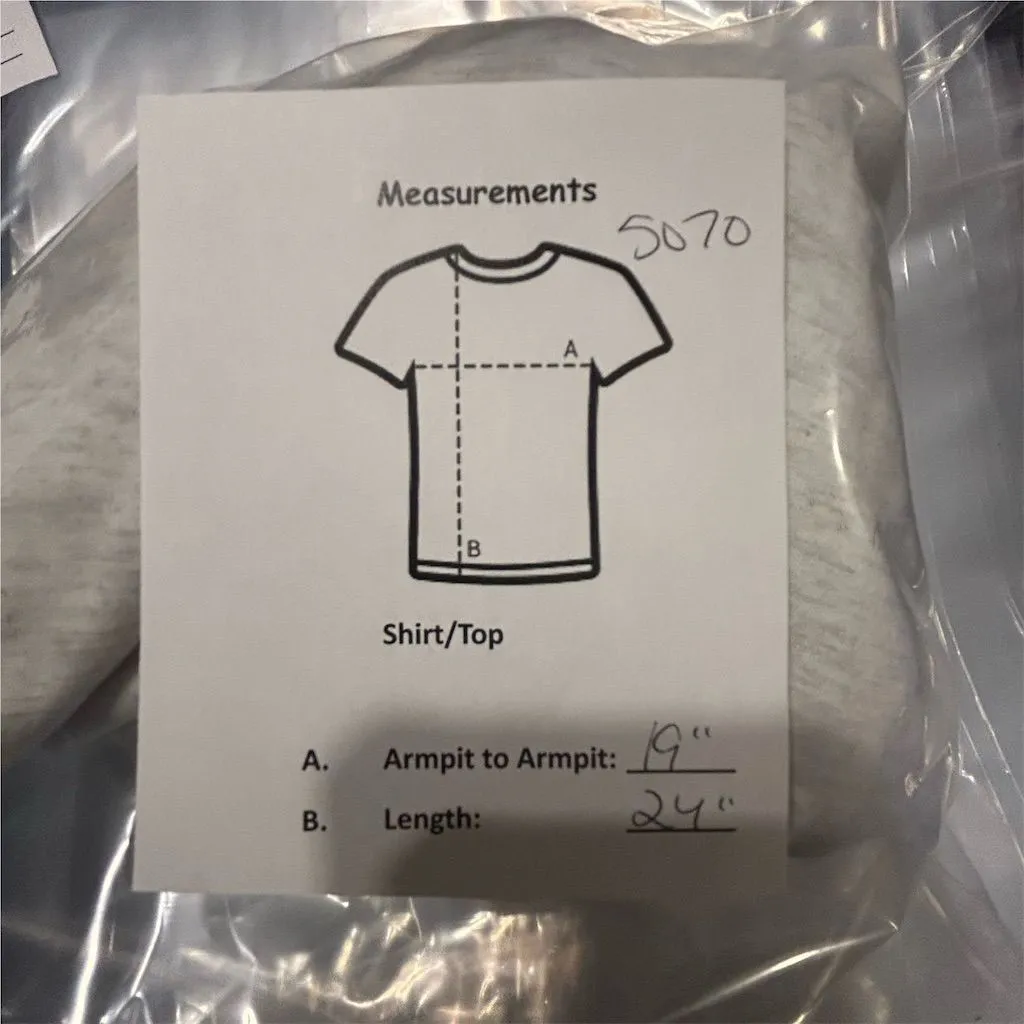 Measurements
5070
A
B
Shirt/Top
A. Armpit to Armpit: 19"
B. Length: 24"